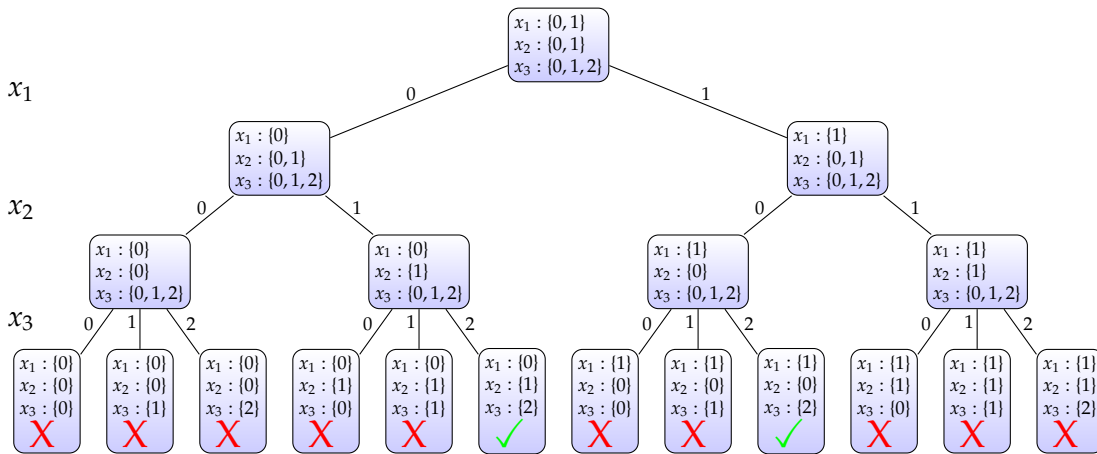 x₁ : {0, 1}
x₂ : {0, 1}
x₃ : {0, 1, 2}
x₁
0
1
x₁ : {0}
x₂ : {0, 1}
x₃ : {0, 1, 2}
x₁ : {1}
x₂ : {0, 1}
x₃ : {0, 1, 2}
x₂
0
1
0
1
x₁ : {0}
x₂ : {0}
x₃ : {0, 1, 2}
x₁ : {0}
x₂ : {1}
x₃ : {0, 1, 2}
x₁ : {1}
x₂ : {0}
x₃ : {0, 1, 2}
x₁ : {1}
x₂ : {1}
x₃ : {0, 1, 2}
x₃
0
1
2
0
1
2
0
1
2
0
1
2
x₁ : {0}
x₂ : {0}
x₃ : {0}
X
x₁ : {0}
x₂ : {0}
x₃ : {1}
X
x₁ : {0}
x₂ : {0}
x₃ : {2}
X
x₁ : {0}
x₂ : {1}
x₃ : {0}
X
x₁ : {0}
x₂ : {1}
x₃ : {1}
X
x₁ : {0}
x₂ : {1}
x₃ : {2}
✓
x₁ : {1}
x₂ : {0}
x₃ : {0}
X
x₁ : {1}
x₂ : {0}
x₃ : {1}
X
x₁ : {1}
x₂ : {0}
x₃ : {2}
✓
x₁ : {1}
x₂ : {1}
x₃ : {0}
X
x₁ : {1}
x₂ : {1}
x₃ : {1}
X
x₁ : {1}
x₂ : {1}
x₃ : {2}
X